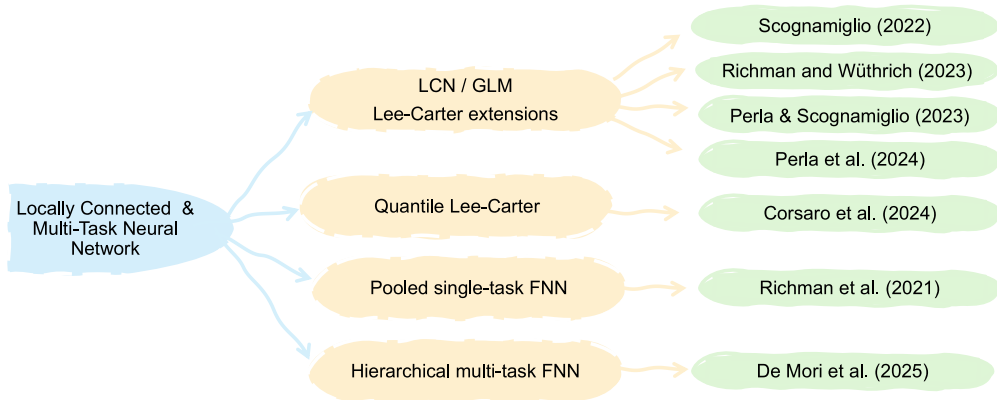 Locally Connected &
Multi-Task Neural
Network
LCN / GLM
Lee-Carter extensions
Scognamiglio (2022)
Richman and Wüthrich (2023)
Perla & Scognamiglio (2023)
Perla et al. (2024)
Quantile Lee-Carter
Corsaro et al. (2024)
Pooled single-task FNN
Richman et al. (2021)
Hierarchical multi-task FNN
De Mori et al. (2025)